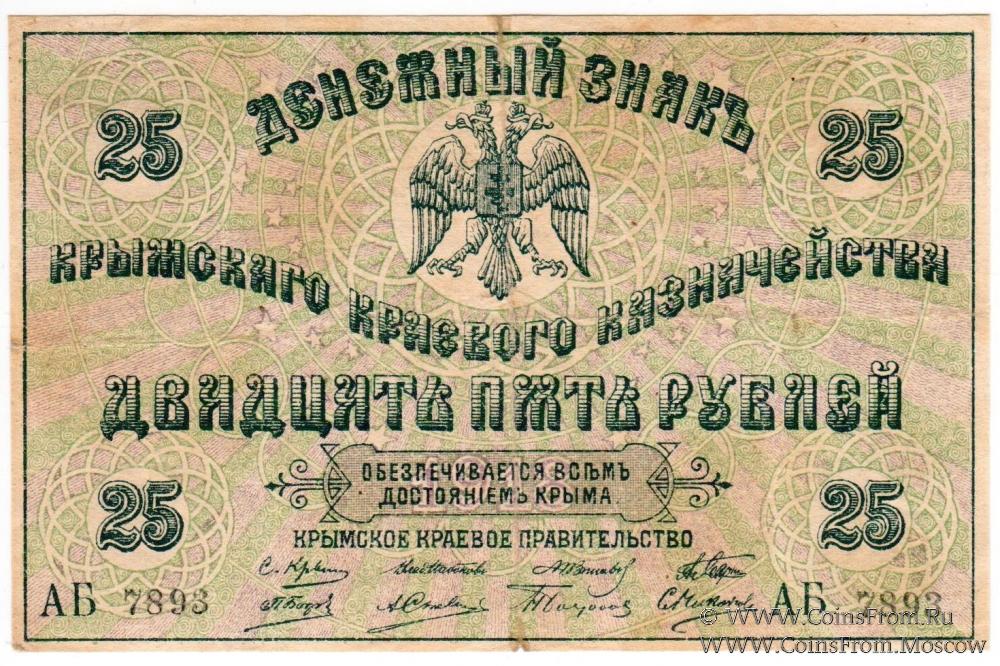 ДЕНЕЖНЫЙ ЗНАКЪ
25 25
КРЫМСКАГО КРАЕВОГО КАЗНАЧЕЙСТВА
ДВАДЦАТЬ ПЯТЬ РУБЛЕЙ
25 25
ОБЕЗПЕЧИВАЕТСЯ ВСѢМЪ
ДОСТОЯНІЕМЪ КРЫМА.
1918
КРЫМСКОЕ КРАЕВОЕ ПРАВИТЕЛЬСТВО
АБ 7893 АБ 7893
© WWW.CoinsFrom.Ru
WWW.CoinsFrom.Moscow